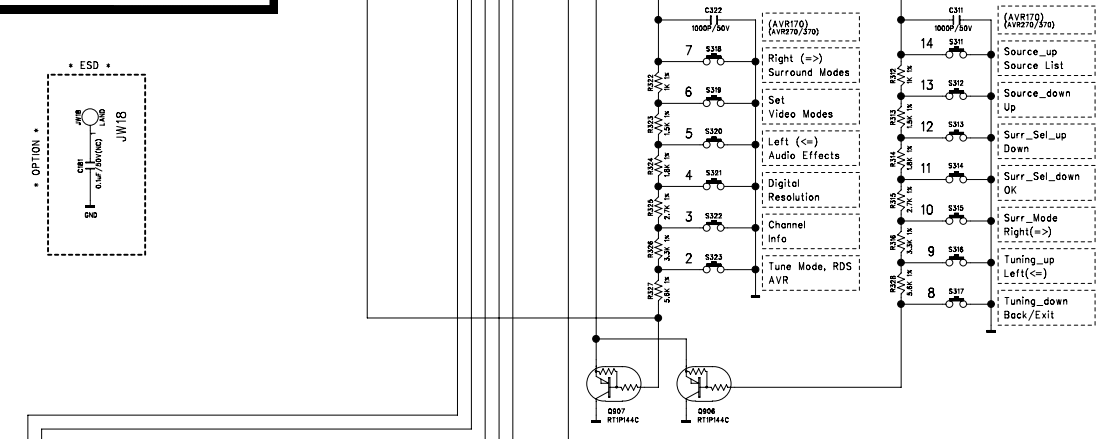 * ESD *
* OPTION *
JW18
LAND
JW18
C181
0.1uF/50V(NC)
GND
C322
1000P/50V
(AVR170)
(AVR270/370)
7
S318
Right (=>)
Surround Modes
R322
1K 1%
6
S319
Set
Video Modes
R323
1.5K 1%
5
S320
Left (<=)
Audio Effects
R324
1.8K 1%
4
S321
Digital
Resolution
R325
2.7K 1%
3
S322
Channel
Info
R326
3.3K 1%
2
S323
Tune Mode, RDS
AVR
R327
5.6K 1%
Q907
RT1P144C
Q906
RT1P144C
C311
1000P/50V
(AVR170)
(AVR270/370)
14
S311
Source_up
Source List
R312
1K 1%
13
S312
Source_down
Up
R313
1.5K 1%
12
S313
Surr_Sel_up
Down
R314
1.8K 1%
11
S314
Surr_Sel_down
OK
R315
2.7K 1%
10
S315
Surr_Mode
Right(=>)
R316
3.3K 1%
9
S316
Tuning_up
Left(<=)
R328
5.6K 1%
8
S317
Tuning_down
Back/Exit